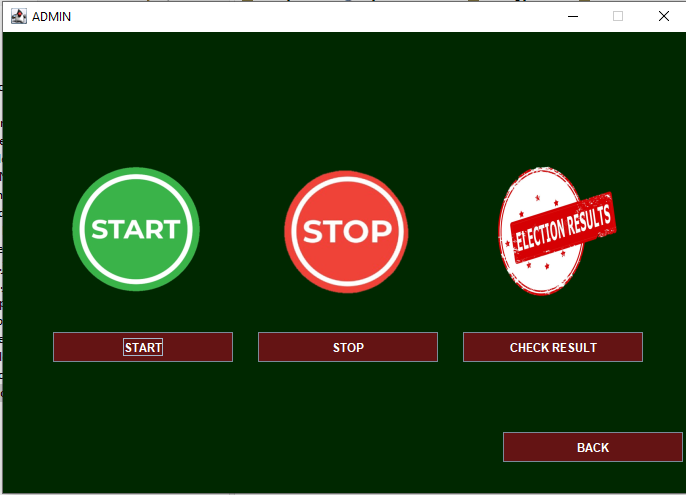 ADMIN
START
STOP
ELECTION RESULTS
START
STOP
CHECK RESULT
BACK